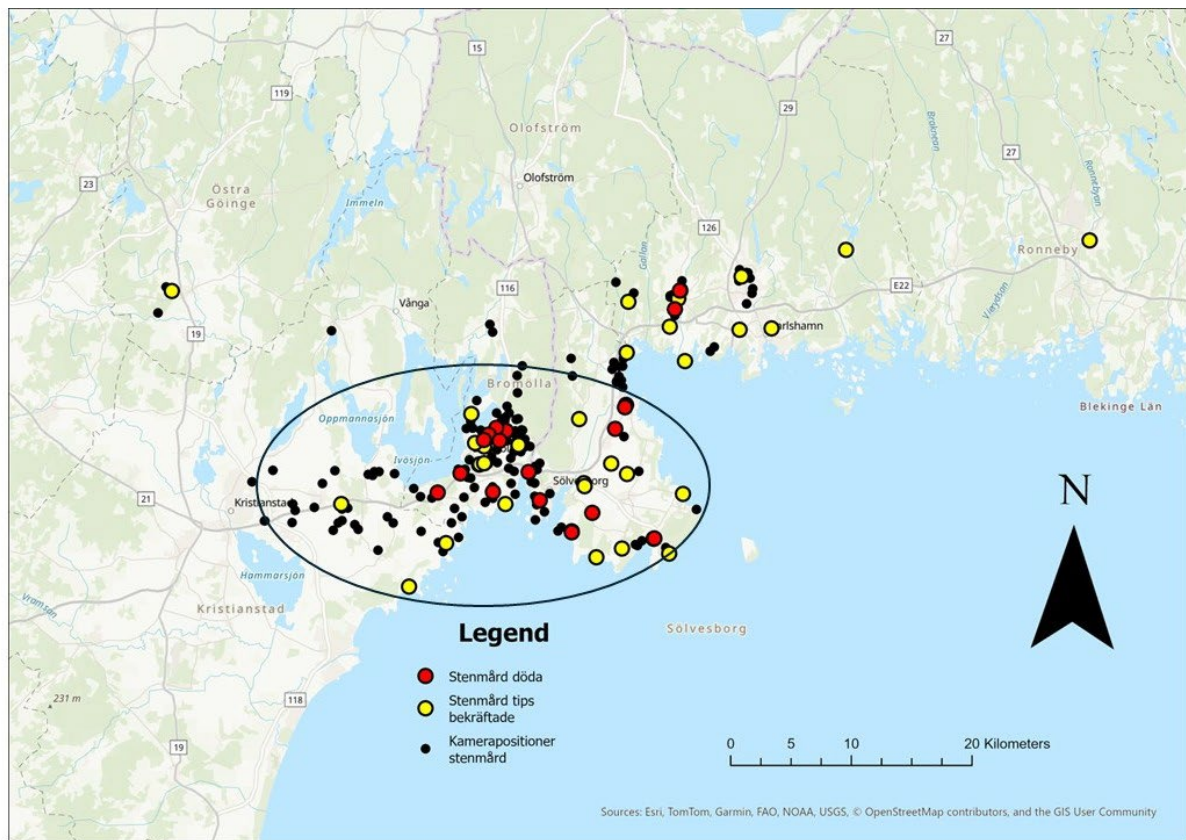 15
27
119
29
Bräknean
27
Olofström
Ronnebyån
23
Östra
Göinge
Olofström
Immeln
126
Ronneby
116
E22
Vånga
19
Bromölla
Blekinge Län
Oppmannasjön
Ivösjön
21
Kristianstad
Hammarsjön
Vramsån
Kristianstad
N
Sölvesborg
Legend
231 m
118
Stenmård döda
Stenmård tips
bekräftade
19
Kamerapositioner
stenmård
0 5 10 20 Kilometers
Sources: Esri, TomTom, Garmin, FAO, NOAA, USGS, © OpenStreetMap contributors, and the GIS User Community